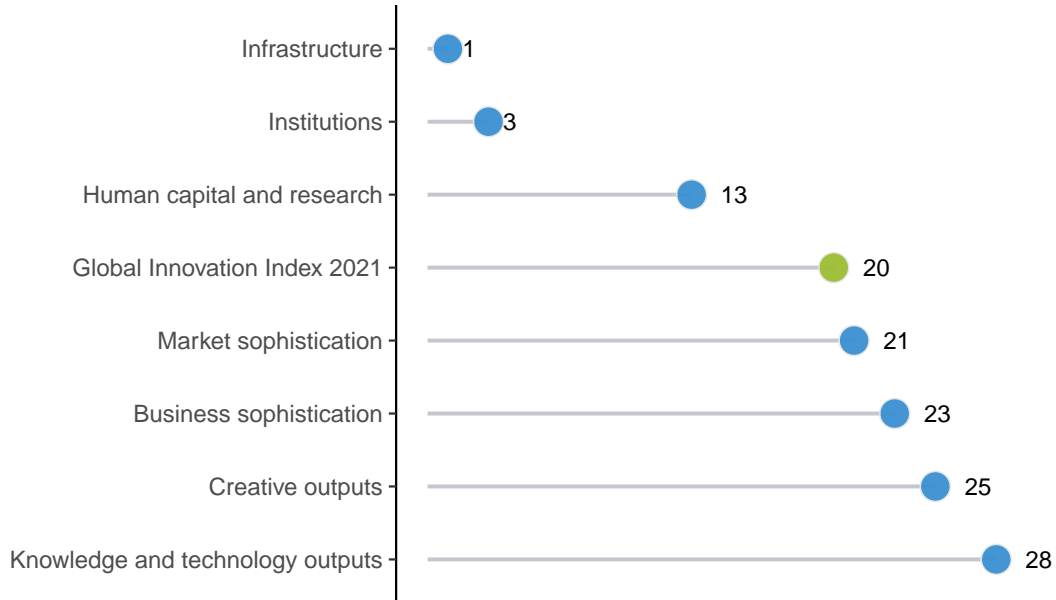 Infrastructure 1
Institutions 3
Human capital and research 13
Global Innovation Index 2021 20
Market sophistication 21
Business sophistication 23
Creative outputs 25
Knowledge and technology outputs 28